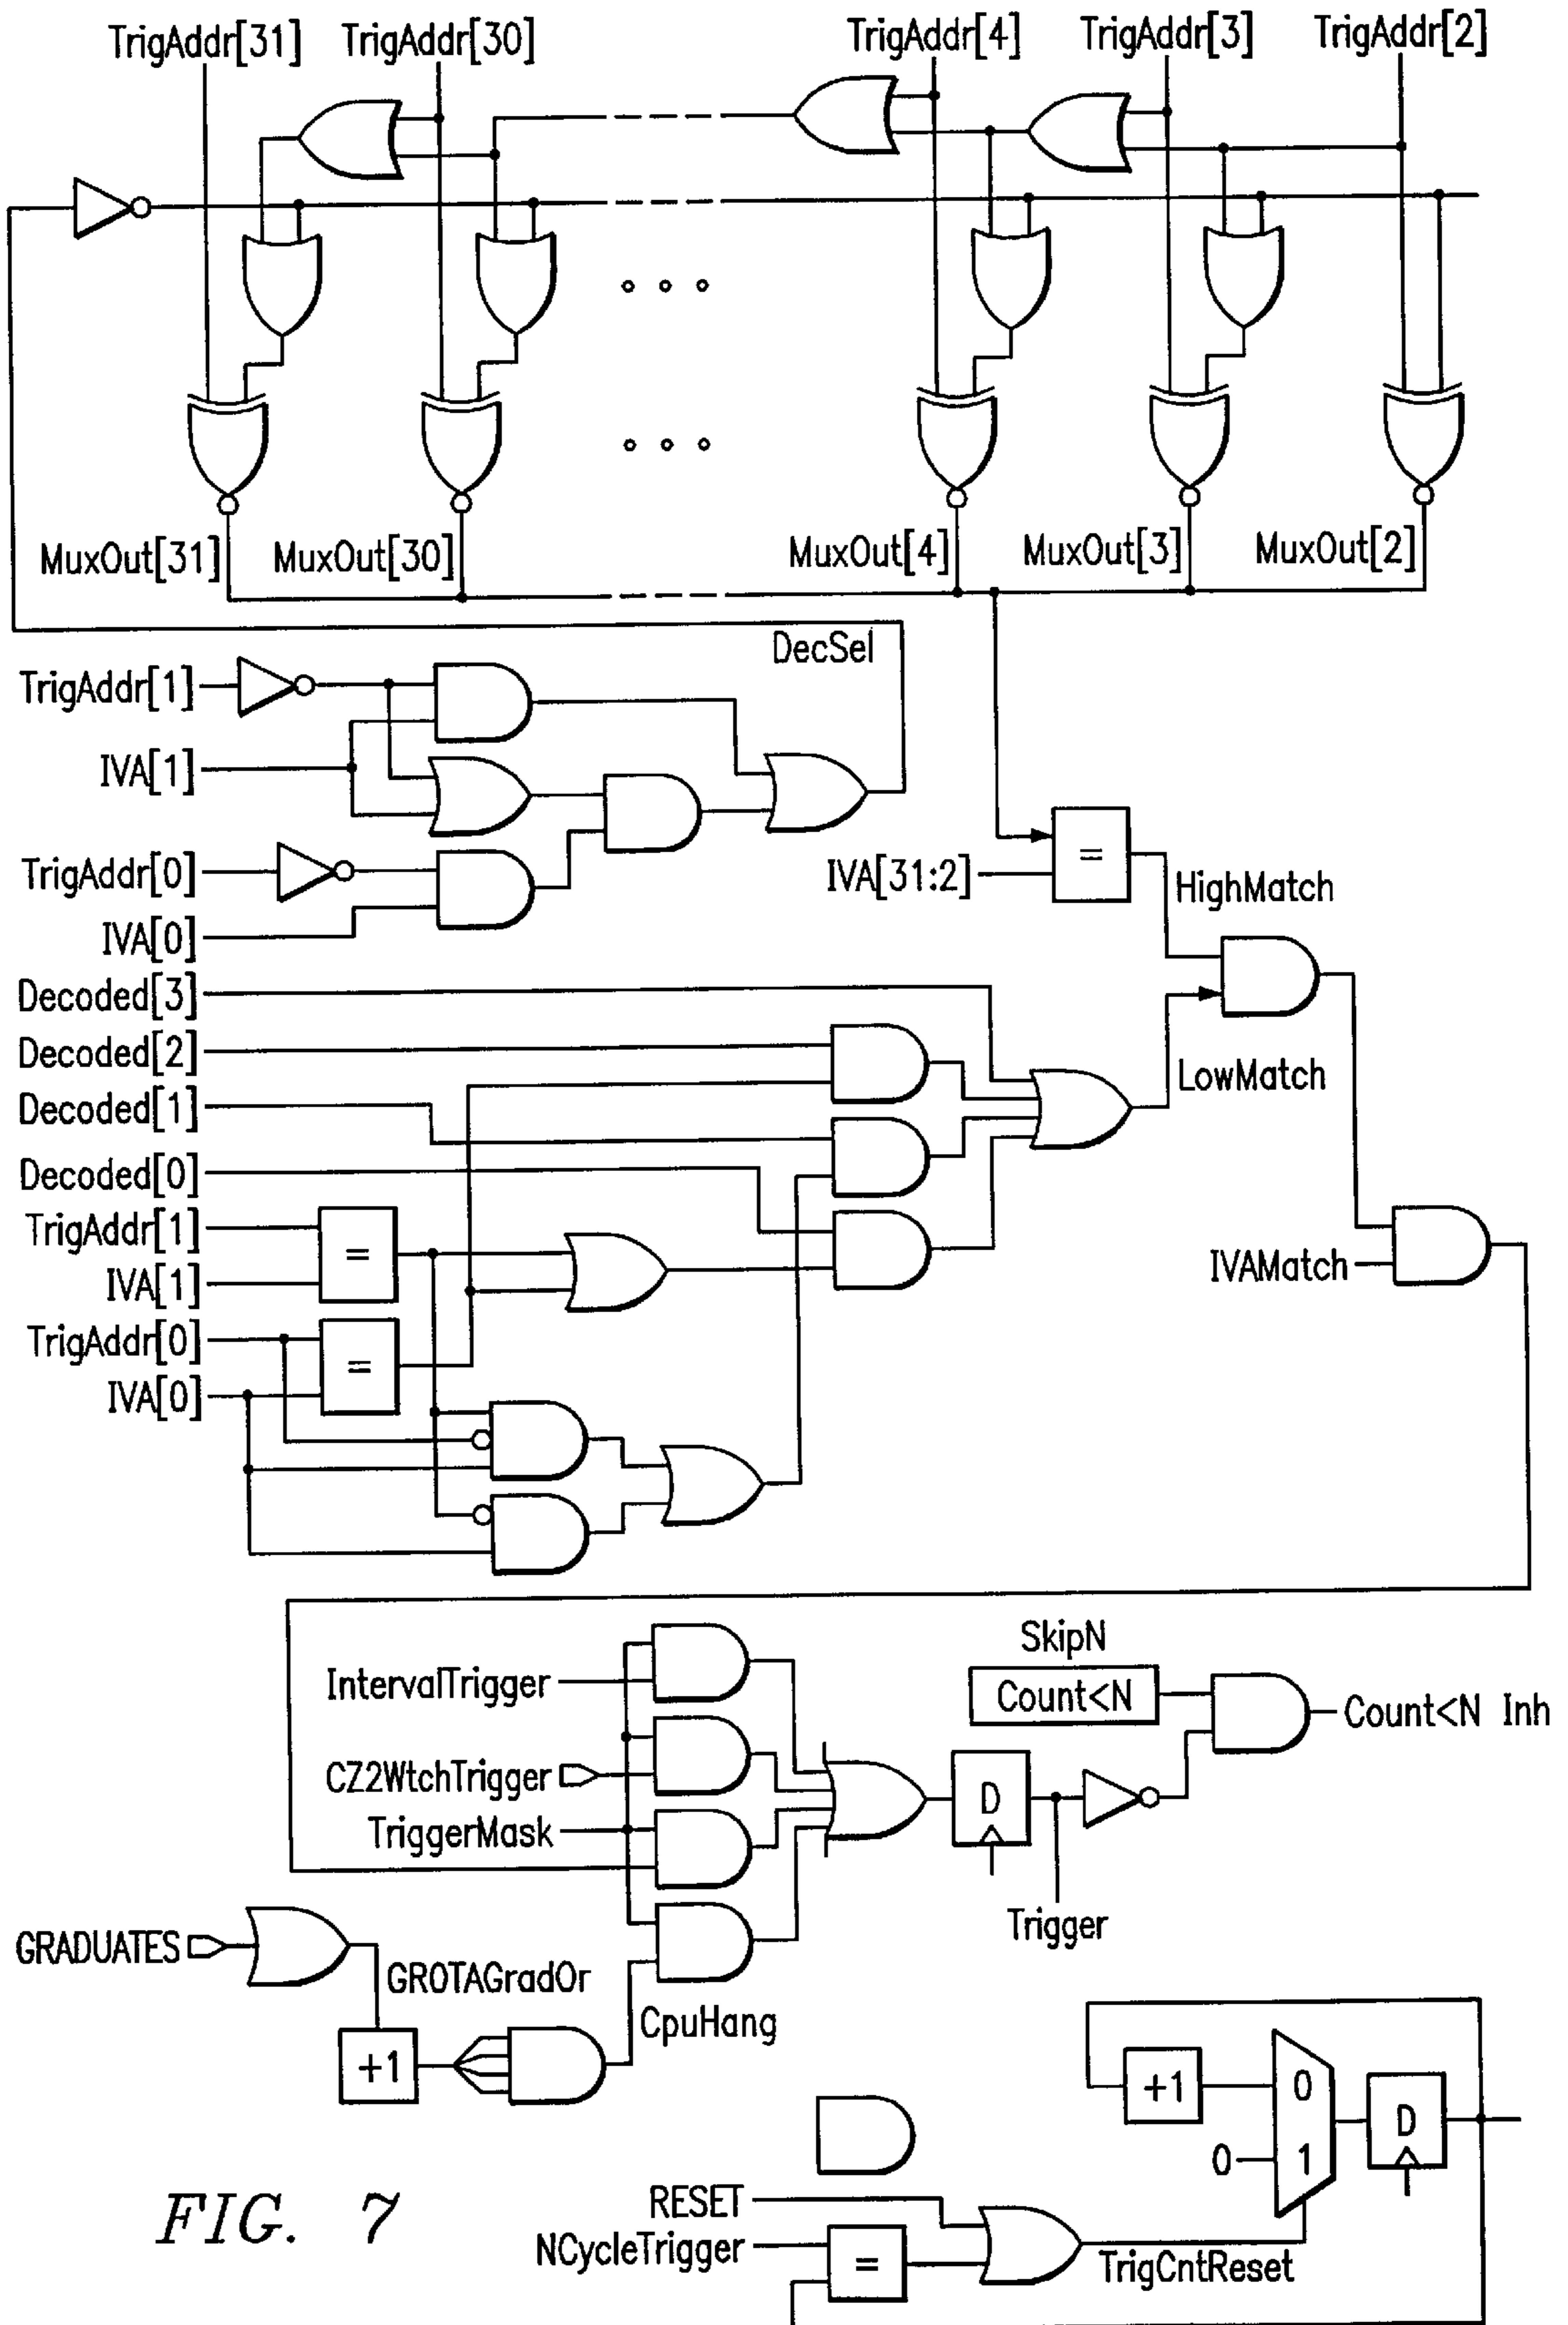 TrigAddr[31] TrigAddr[30] TrigAddr[4] TrigAddr[3] TrigAddr[2]
MuxOut[31] MuxOut[30] MuxOut[4] MuxOut[3] MuxOut[2]
DecSel
TrigAddr[1]
IVA[1]
TrigAddr[0]
IVA[0]
IVA[31:2]
=
HighMatch
Decoded[3]
Decoded[2]
Decoded[1]
Decoded[0]
LowMatch
TrigAddr[1]
IVA[1]
=
TrigAddr[0]
IVA[0]
=
IVAMatch
IntervalTrigger
CZ2WtchTrigger
TriggerMask
SkipN
Count<N
Count<N Inh
D
Trigger
GRADUATES
GROTAGradOr
+1
CpuHang
+1
0
0
1
D
RESET
NCycleTrigger
=
TrigCntReset
FIG. 7